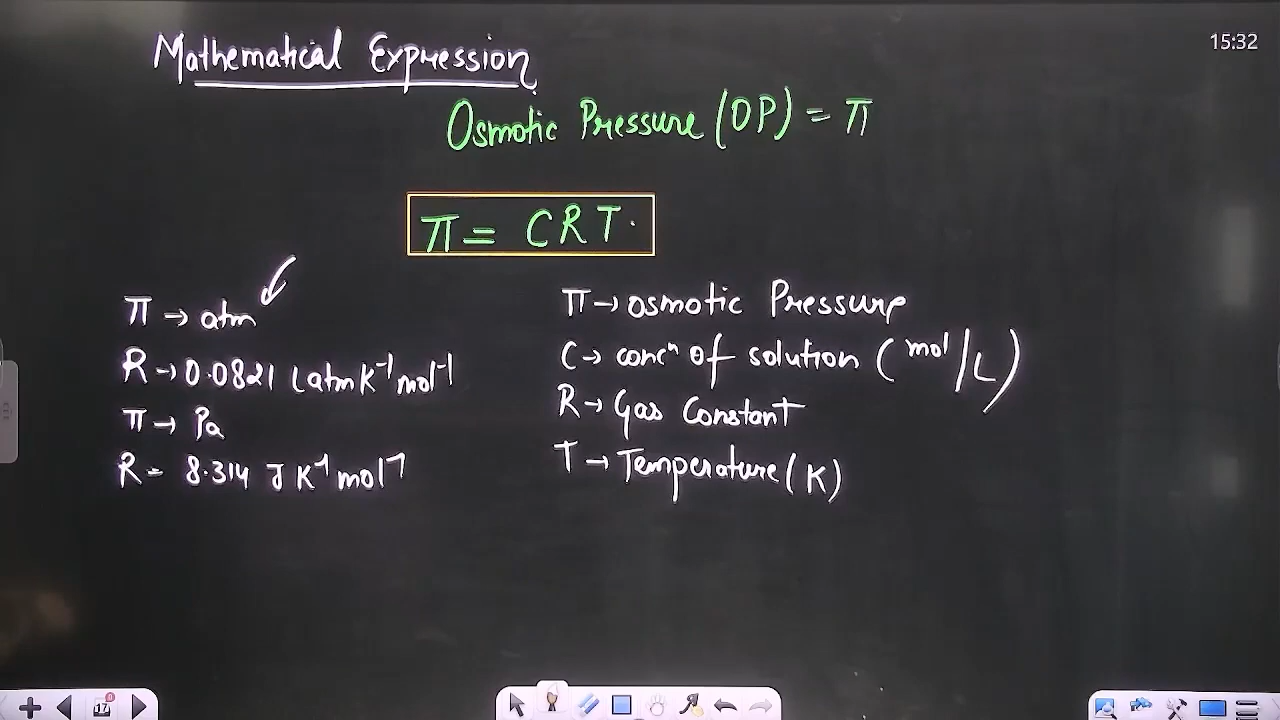 Mathematical Expression
15:32
Osmotic Pressure (OP) = π
π = CRT.
π → atm
R → 0.0821 L atm K⁻¹ mol⁻¹
π → Pa
R = 8.314 J K⁻¹ mol⁻¹
π → osmotic Pressure
C → concⁿ of solution (mol/L)
R → Gas Constant
T → Temperature (K)
17